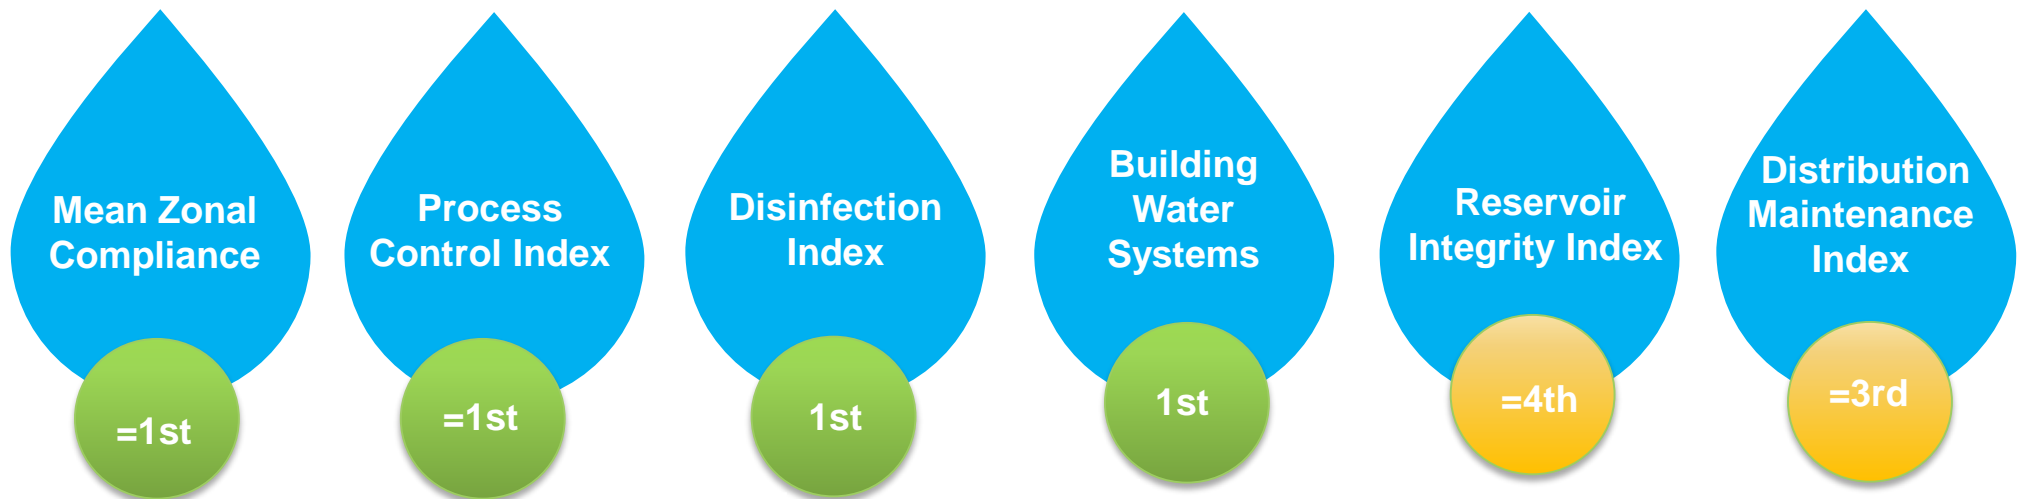 Mean Zonal
Compliance
=1st
Process
Control Index
=1st
Disinfection
Index
1st
Building
Water
Systems
1st
Reservoir
Integrity Index
=4th
Distribution
Maintenance
Index
=3rd